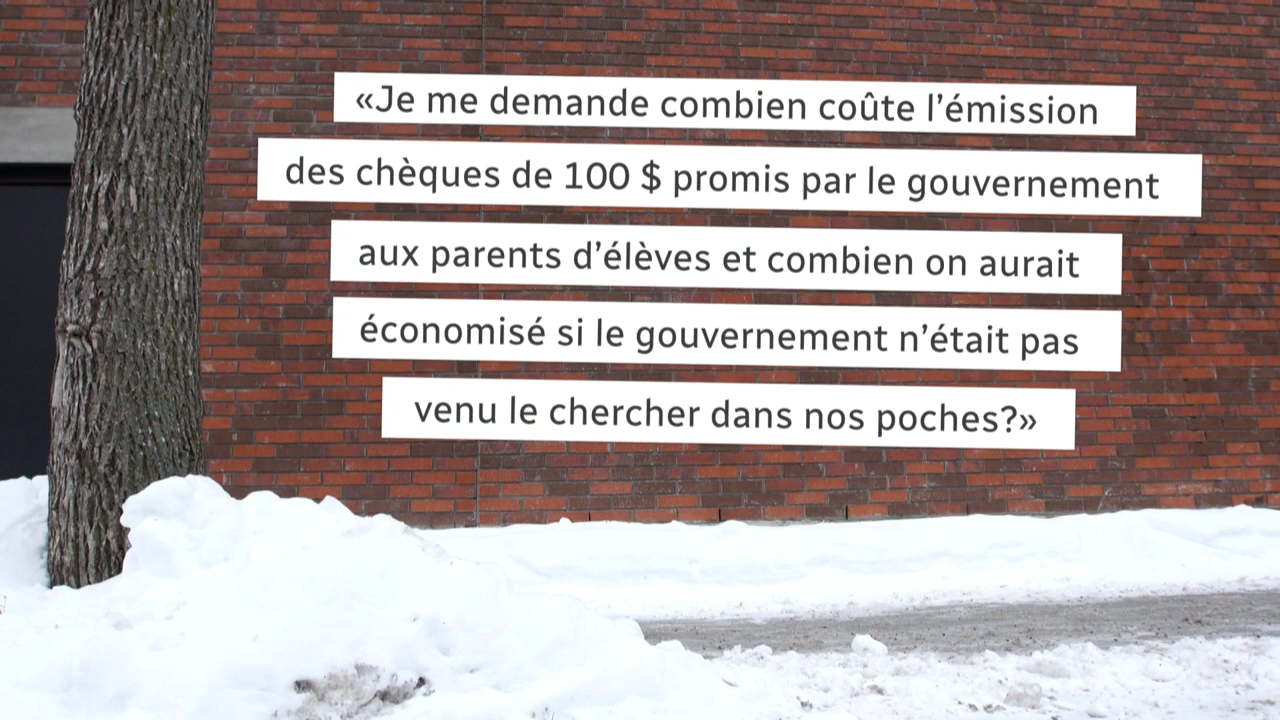 «Je me demande combien coûte l’émission
des chèques de 100 $ promis par le gouvernement
aux parents d’élèves et combien on aurait
économisé si le gouvernement n’était pas
venu le chercher dans nos poches?»